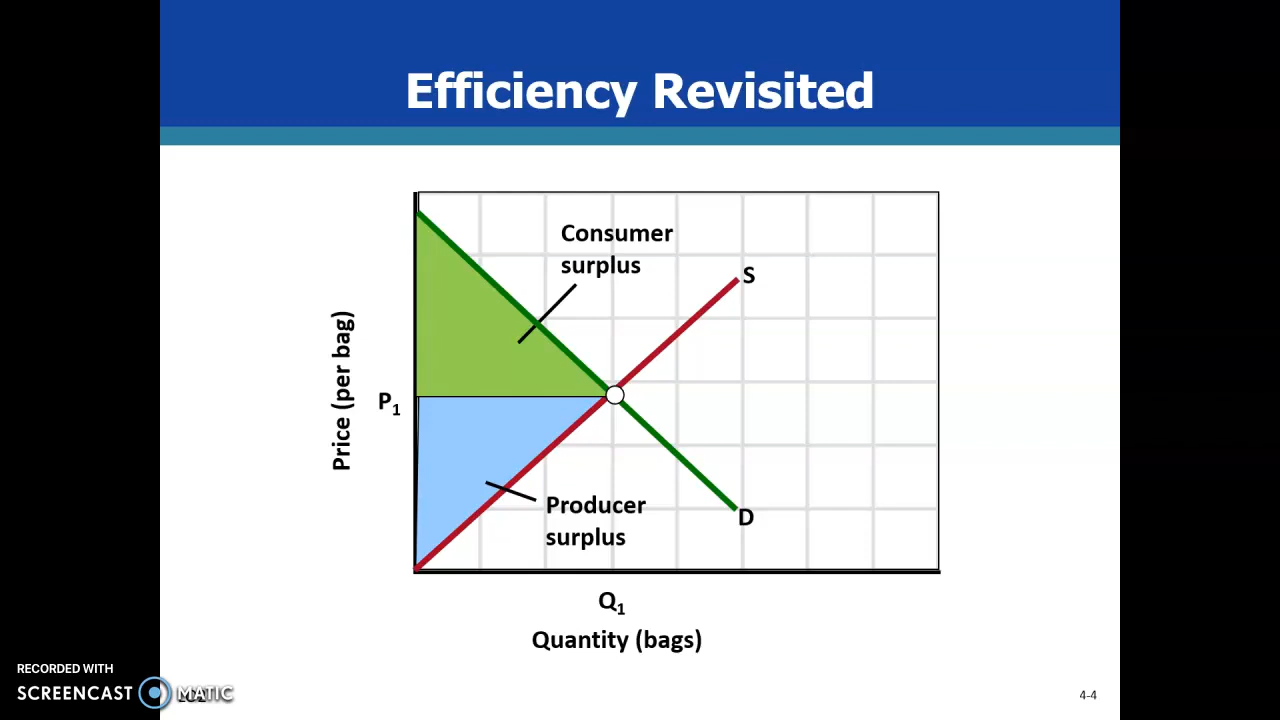 Efficiency Revisited
Consumer
surplus
S
Price (per bag)
P₁
Producer
surplus
D
Q₁
Quantity (bags)
RECORDED WITH
SCREENCAST MATIC
4-4